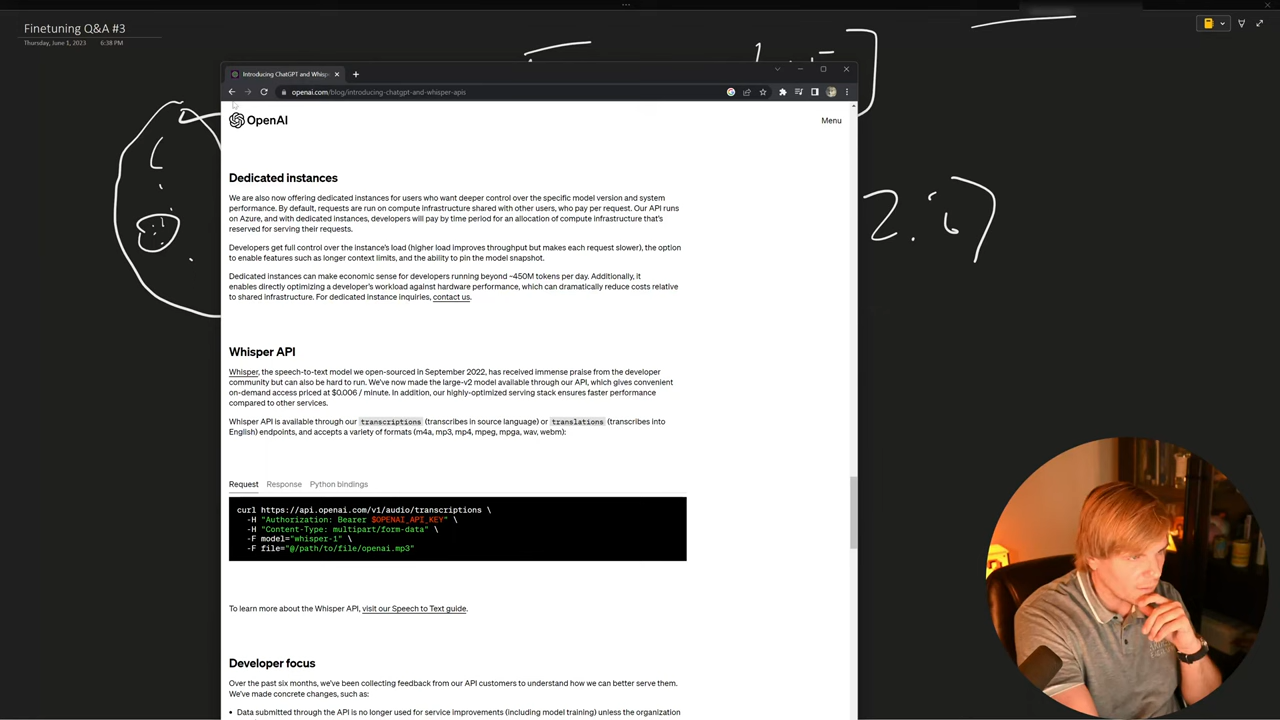 Finetuning Q&A #3
Thursday, June 1, 2023 6:38 PM
Introducing ChatGPT and Whisp
openai.com/blog/introducing-chatgpt-and-whisper-apis
OpenAI
Menu
Dedicated instances
We are also now offering dedicated instances for users who want deeper control over the specific model version and system
performance. By default, requests are run on compute infrastructure shared with other users, who pay per request. Our API runs
on Azure, and with dedicated instances, developers will pay by time period for an allocation of compute infrastructure that's
reserved for serving their requests.
Developers get full control over the instance's load (higher load improves throughput but makes each request slower), the option
to enable features such as longer context limits, and the ability to pin the model snapshot.
Dedicated instances can make economic sense for developers running beyond ~450M tokens per day. Additionally, it
enables directly optimizing a developer's workload against hardware performance, which can dramatically reduce costs relative
to shared infrastructure. For dedicated instance inquiries, contact us.
Whisper API
Whisper, the speech-to-text model we open-sourced in September 2022, has received immense praise from the developer
community but can also be hard to run. We've now made the large-v2 model available through our API, which gives convenient
on-demand access priced at $0.006 / minute. In addition, our highly-optimized serving stack ensures faster performance
compared to other services.
Whisper API is available through our transcriptions (transcribes in source language) or translations (transcribes into
English) endpoints, and accepts a variety of formats (m4a, mp3, mp4, mpeg, mpga, wav, webm):
Request Response Python bindings
curl https://api.openai.com/v1/audio/transcriptions \
-H "Authorization: Bearer $OPENAI_API_KEY" \
-H "Content-Type: multipart/form-data" \
-F model="whisper-1" \
-F file="@/path/to/file/openai.mp3"
To learn more about the Whisper API, visit our Speech to Text guide.
Developer focus
Over the past six months, we've been collecting feedback from our API customers to understand how we can better serve them.
We've made concrete changes, such as:
• Data submitted through the API is no longer used for service improvements (including model training) unless the organization